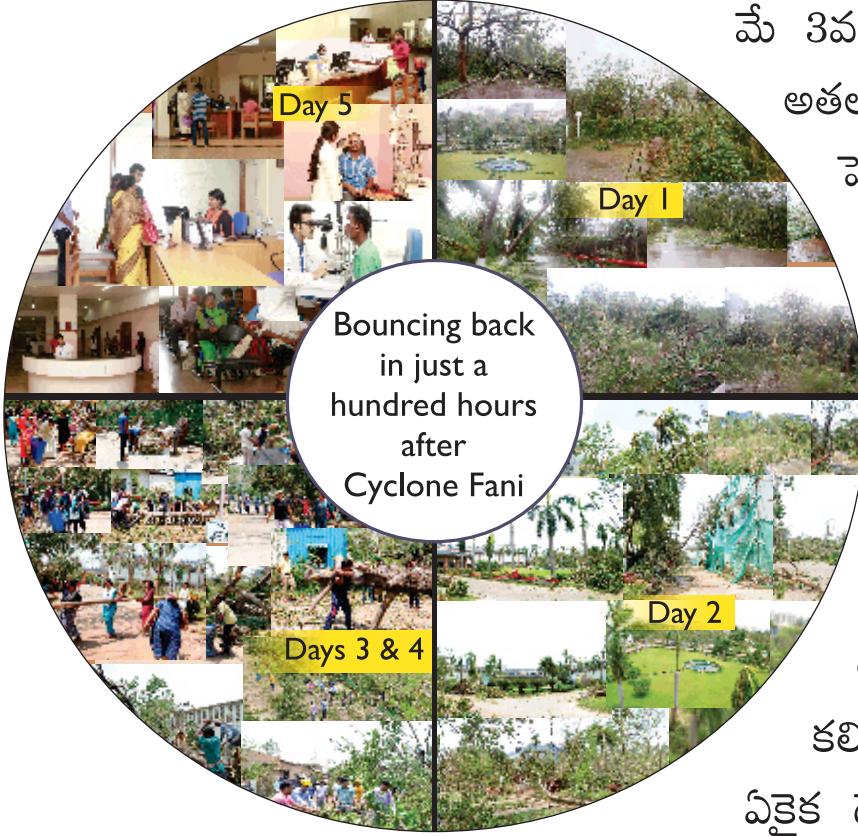 Day 5
Day 1
Bouncing back
in just a
hundred hours
after
Cyclone Fani
Days 3 & 4
Day 2
మే 3వ
కలి
ఏకైక